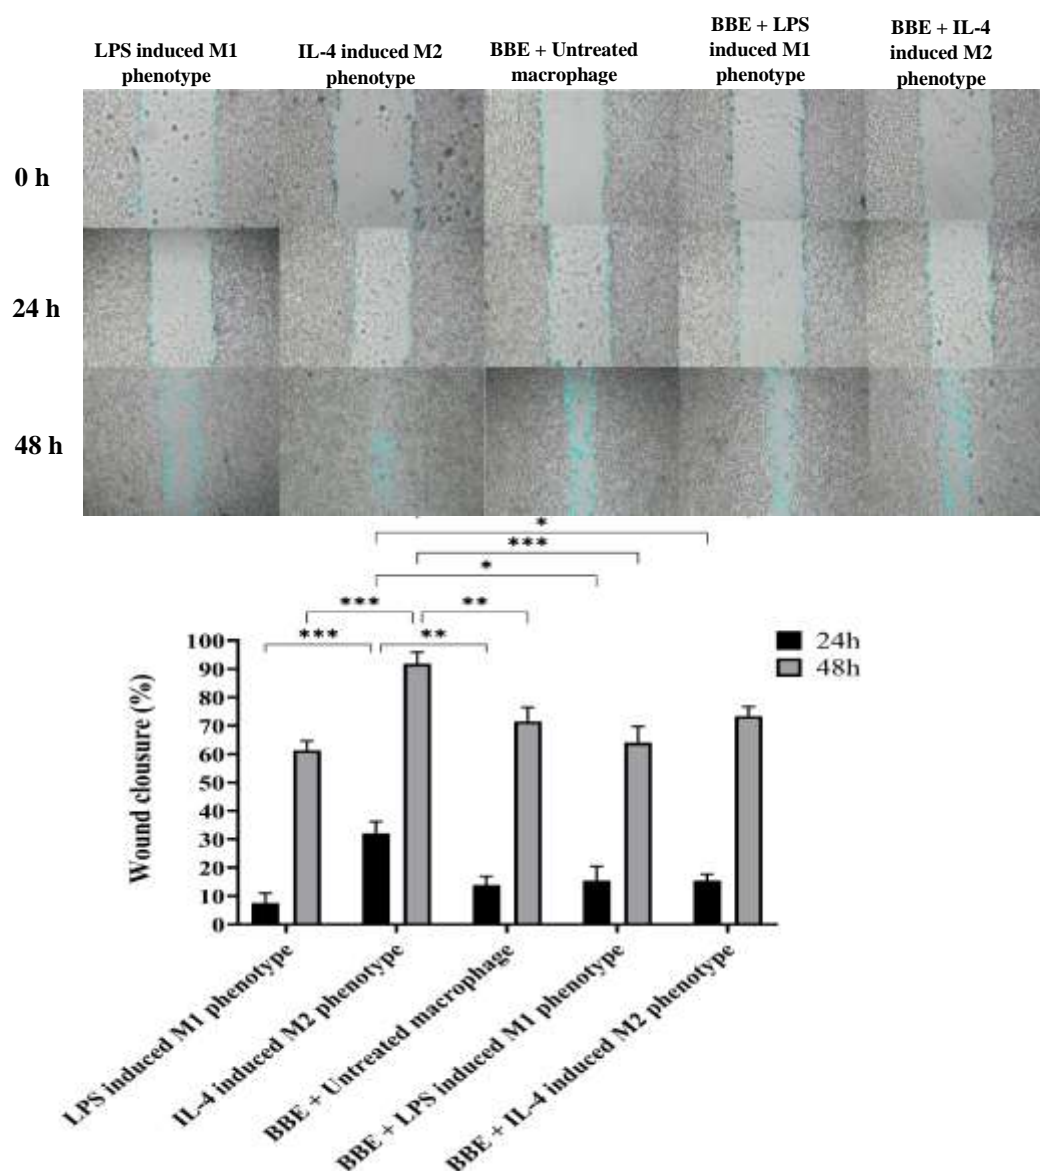 LPS induced M1
phenotype
IL-4 induced M2
phenotype
BBE + Untreated
macrophage
BBE + LPS
induced M1
phenotype
BBE + IL-4
induced M2
phenotype
0 h
24 h
48 h
*
***
*
***
**
***
**
24h
48h
Wound clousure (%)
100
90
80
70
60
50
40
30
20
10
0
LPS induced M1 phenotype
IL-4 induced M2 phenotype
BBE + Untreated macrophage
BBE + LPS induced M1 phenotype
BBE + IL-4 induced M2 phenotype